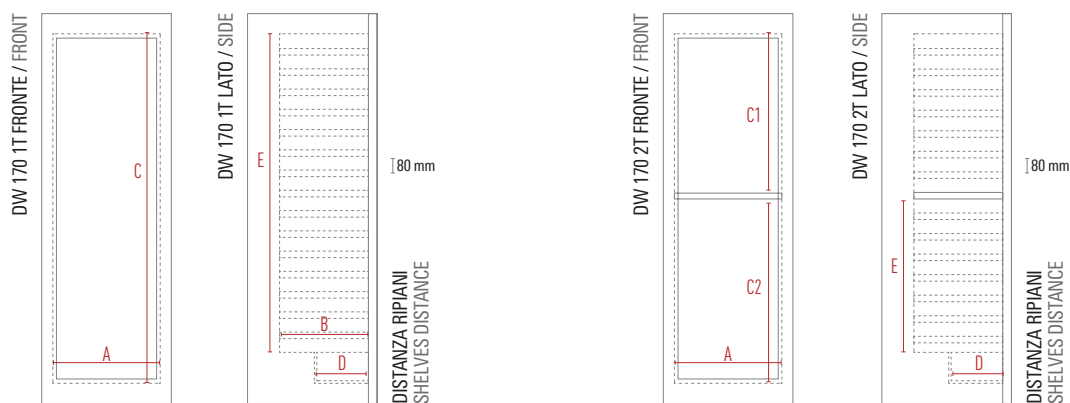 DW 170 1T FRONTE / FRONT
C
A
DW 170 1T LATO / SIDE
E
B
D
80 mm
DISTANZA RIPIANI
SHELVES DISTANCE
DW 170 2T FRONTE / FRONT
C1
C2
A
DW 170 2T LATO / SIDE
E
D
80 mm
DISTANZA RIPIANI
SHELVES DISTANCE